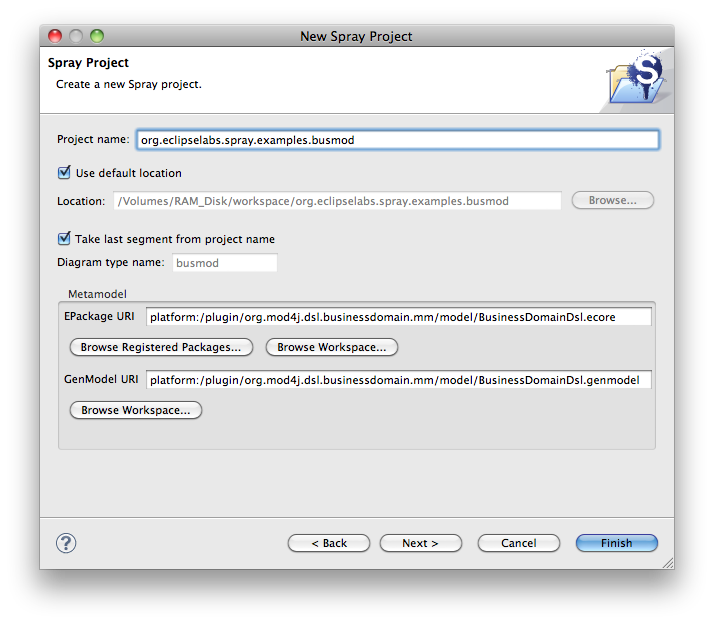 New Spray Project
Spray Project
Create a new Spray project.
S
Project name: org.eclipselabs.spray.examples.busmod
Use default location
Location: /Volumes/RAM_Disk/workspace/org.eclipselabs.spray.examples.busmod Browse...
Take last segment from project name
Diagram type name: busmod
Metamodel
EPackage URI platform:/plugin/org.mod4j.dsl.businessdomain.mm/model/BusinessDomainDsl.ecore
Browse Registered Packages... Browse Workspace...
GenModel URI platform:/plugin/org.mod4j.dsl.businessdomain.mm/model/BusinessDomainDsl.genmodel
Browse Workspace...
? < Back Next > Cancel Finish